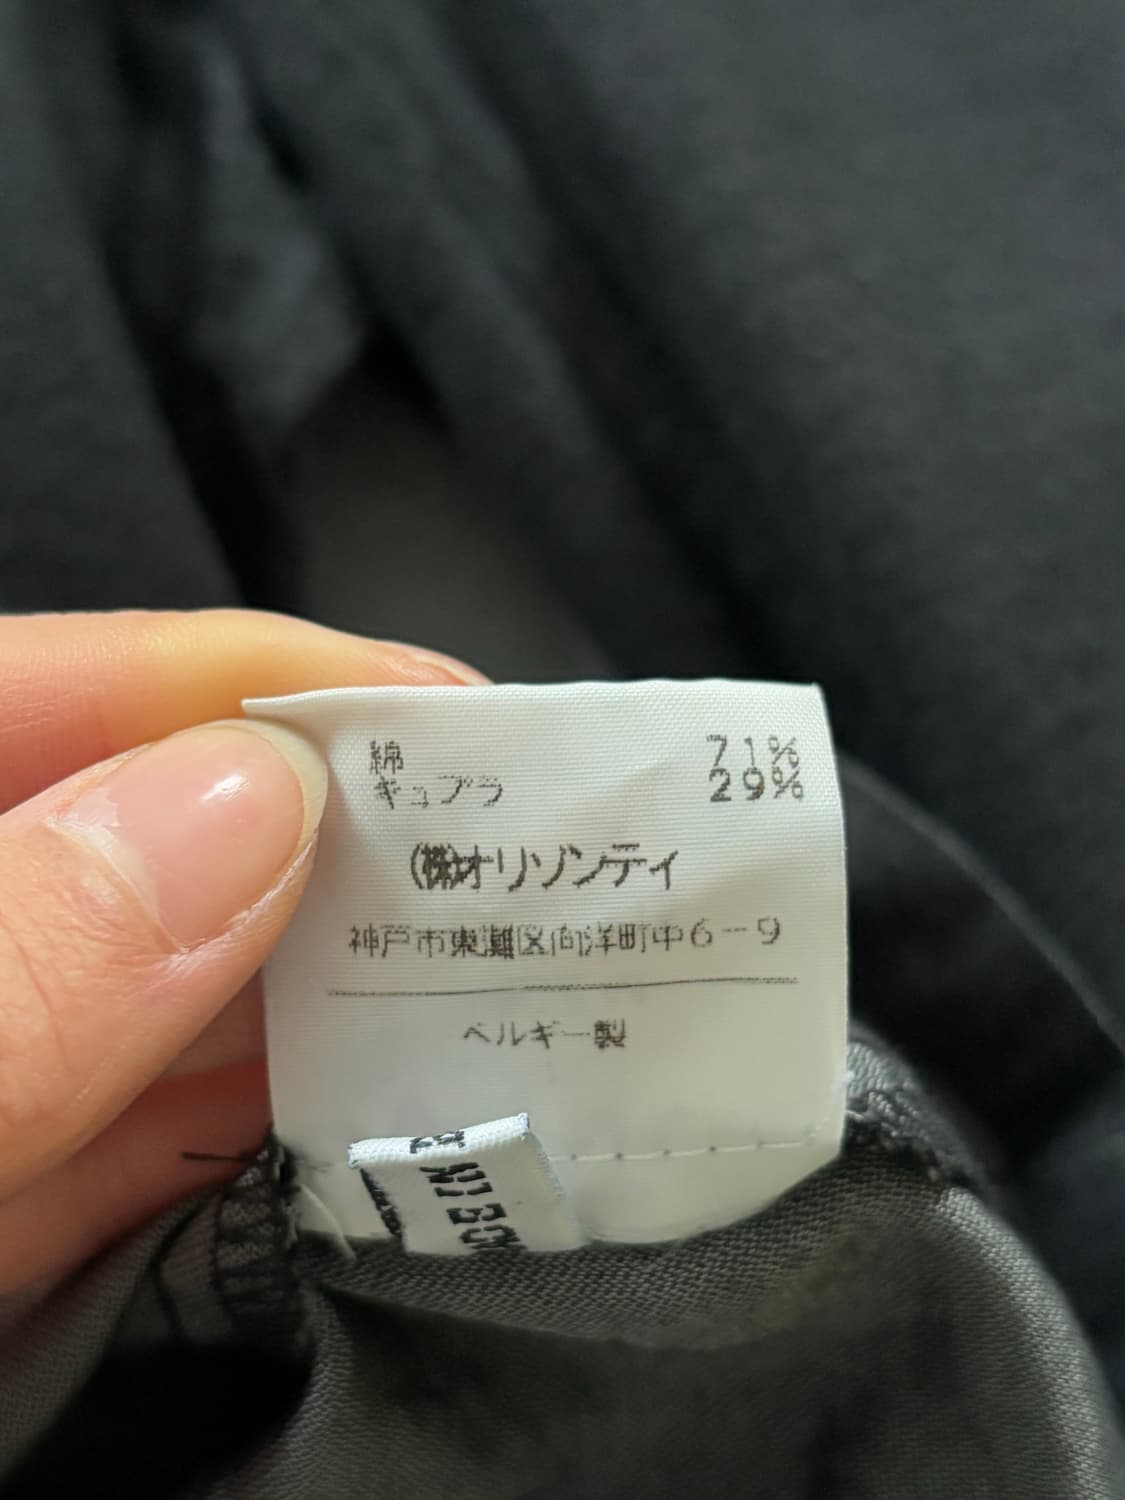 綿 71%
キュプラ 29%
(株)オリゾンティ
神戸市東灘区向洋町中6-9
ベルギー製